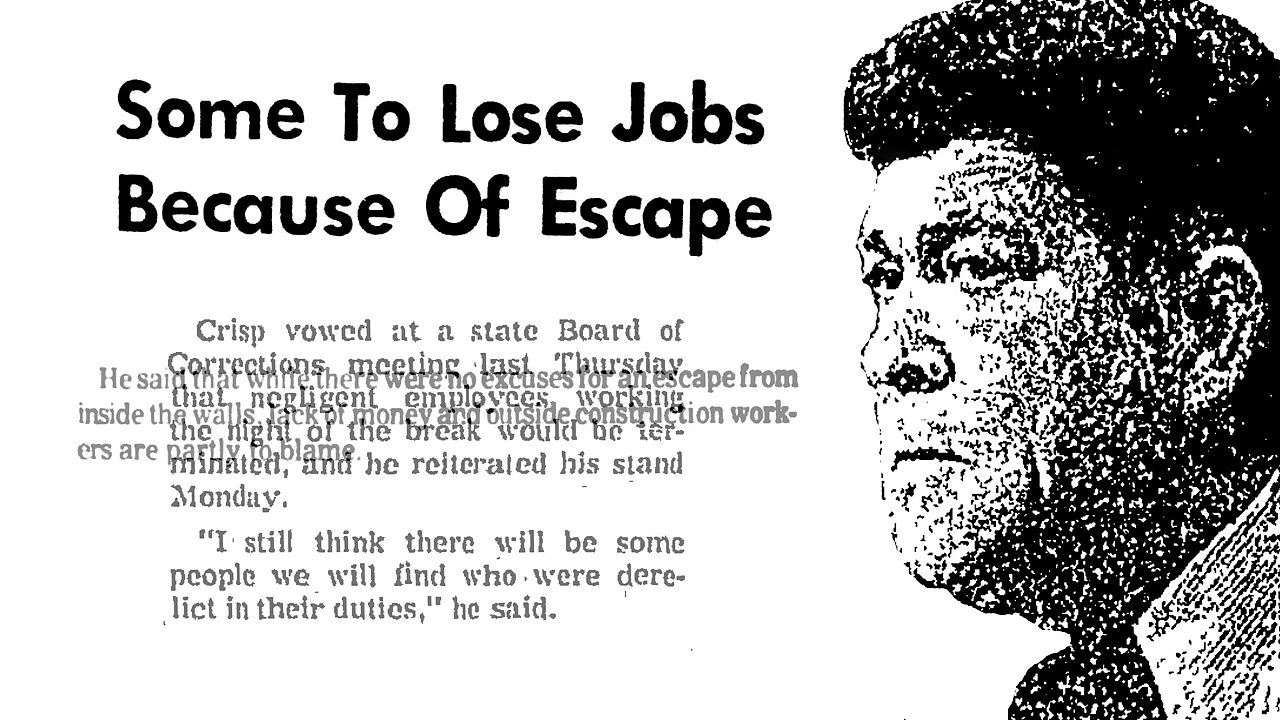 Some To Lose Jobs
Because Of Escape
Crisp vowed at a state Board of
Corrections meeting last Thursday
that negligent employees working
the night of the break would be ter-
minated, and he reiterated his stand
Monday.
"I still think there will be some
people we will find who were dere-
lict in their duties," he said.
He said that while there were no excuses for an escape from
inside the walls, lack of money and outside construction work-
ers are partly to blame.